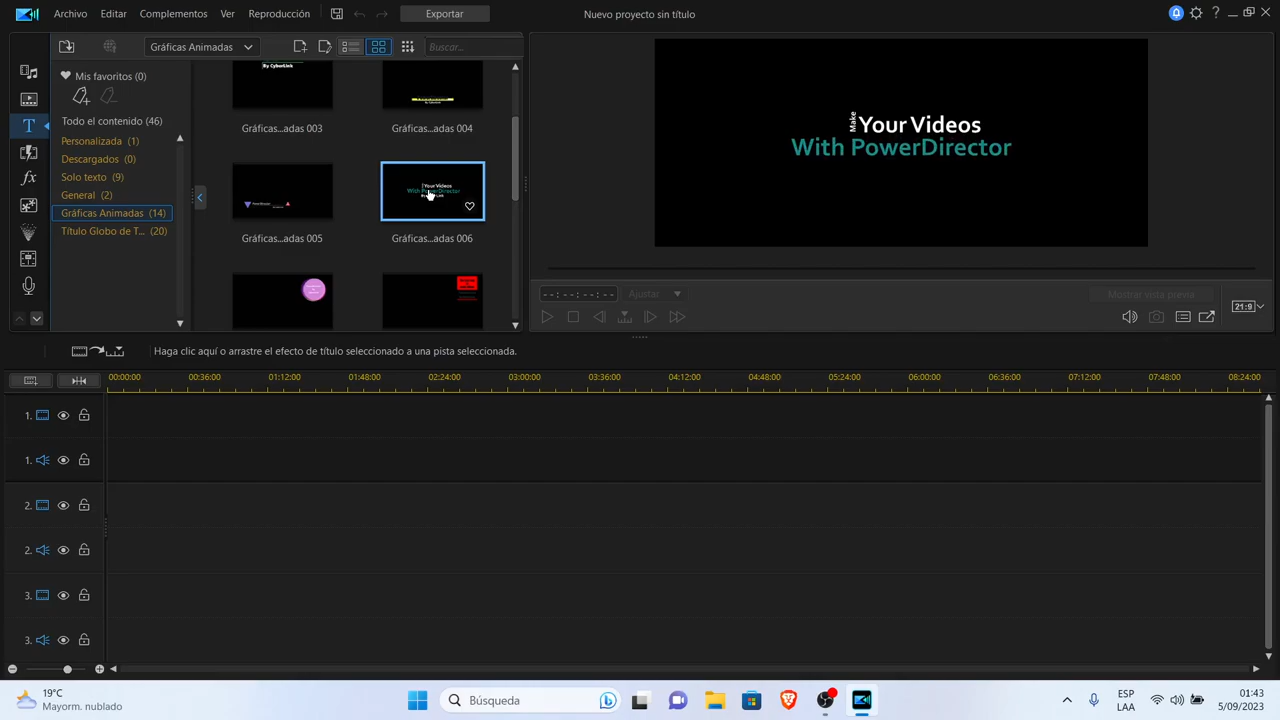 Archivo Editar Complementos Ver Reproducción Exportar Nuevo proyecto sin título
Gráficas Animadas Buscar...
Mis favoritos (0)
Todo el contenido (46)
Personalizada (1)
Descargados (0)
Solo texto (9)
General (2)
Gráficas Animadas (14)
Título Globo de T... (20)
By CyberLink
By CyberLink
Gráficas...adas 003 Gráficas...adas 004
Your Videos
With PowerDirector
Gráficas...adas 005 Gráficas...adas 006
Make Your Videos
With PowerDirector
--:--:--:-- Ajustar Mostrar vista previa
21:9
Haga clic aquí o arrastre el efecto de título seleccionado a una pista seleccionada.
00:00:00 00:36:00 01:12:00 01:48:00 02:24:00 03:00:00 03:36:00 04:12:00 04:48:00 05:24:00 06:00:00 06:36:00 07:12:00 07:48:00 08:24:00
1.
1.
2.
2.
3.
3.
19°C
Mayorm. nublado
Búsqueda
ESP
LAA
01:43
5/09/2023